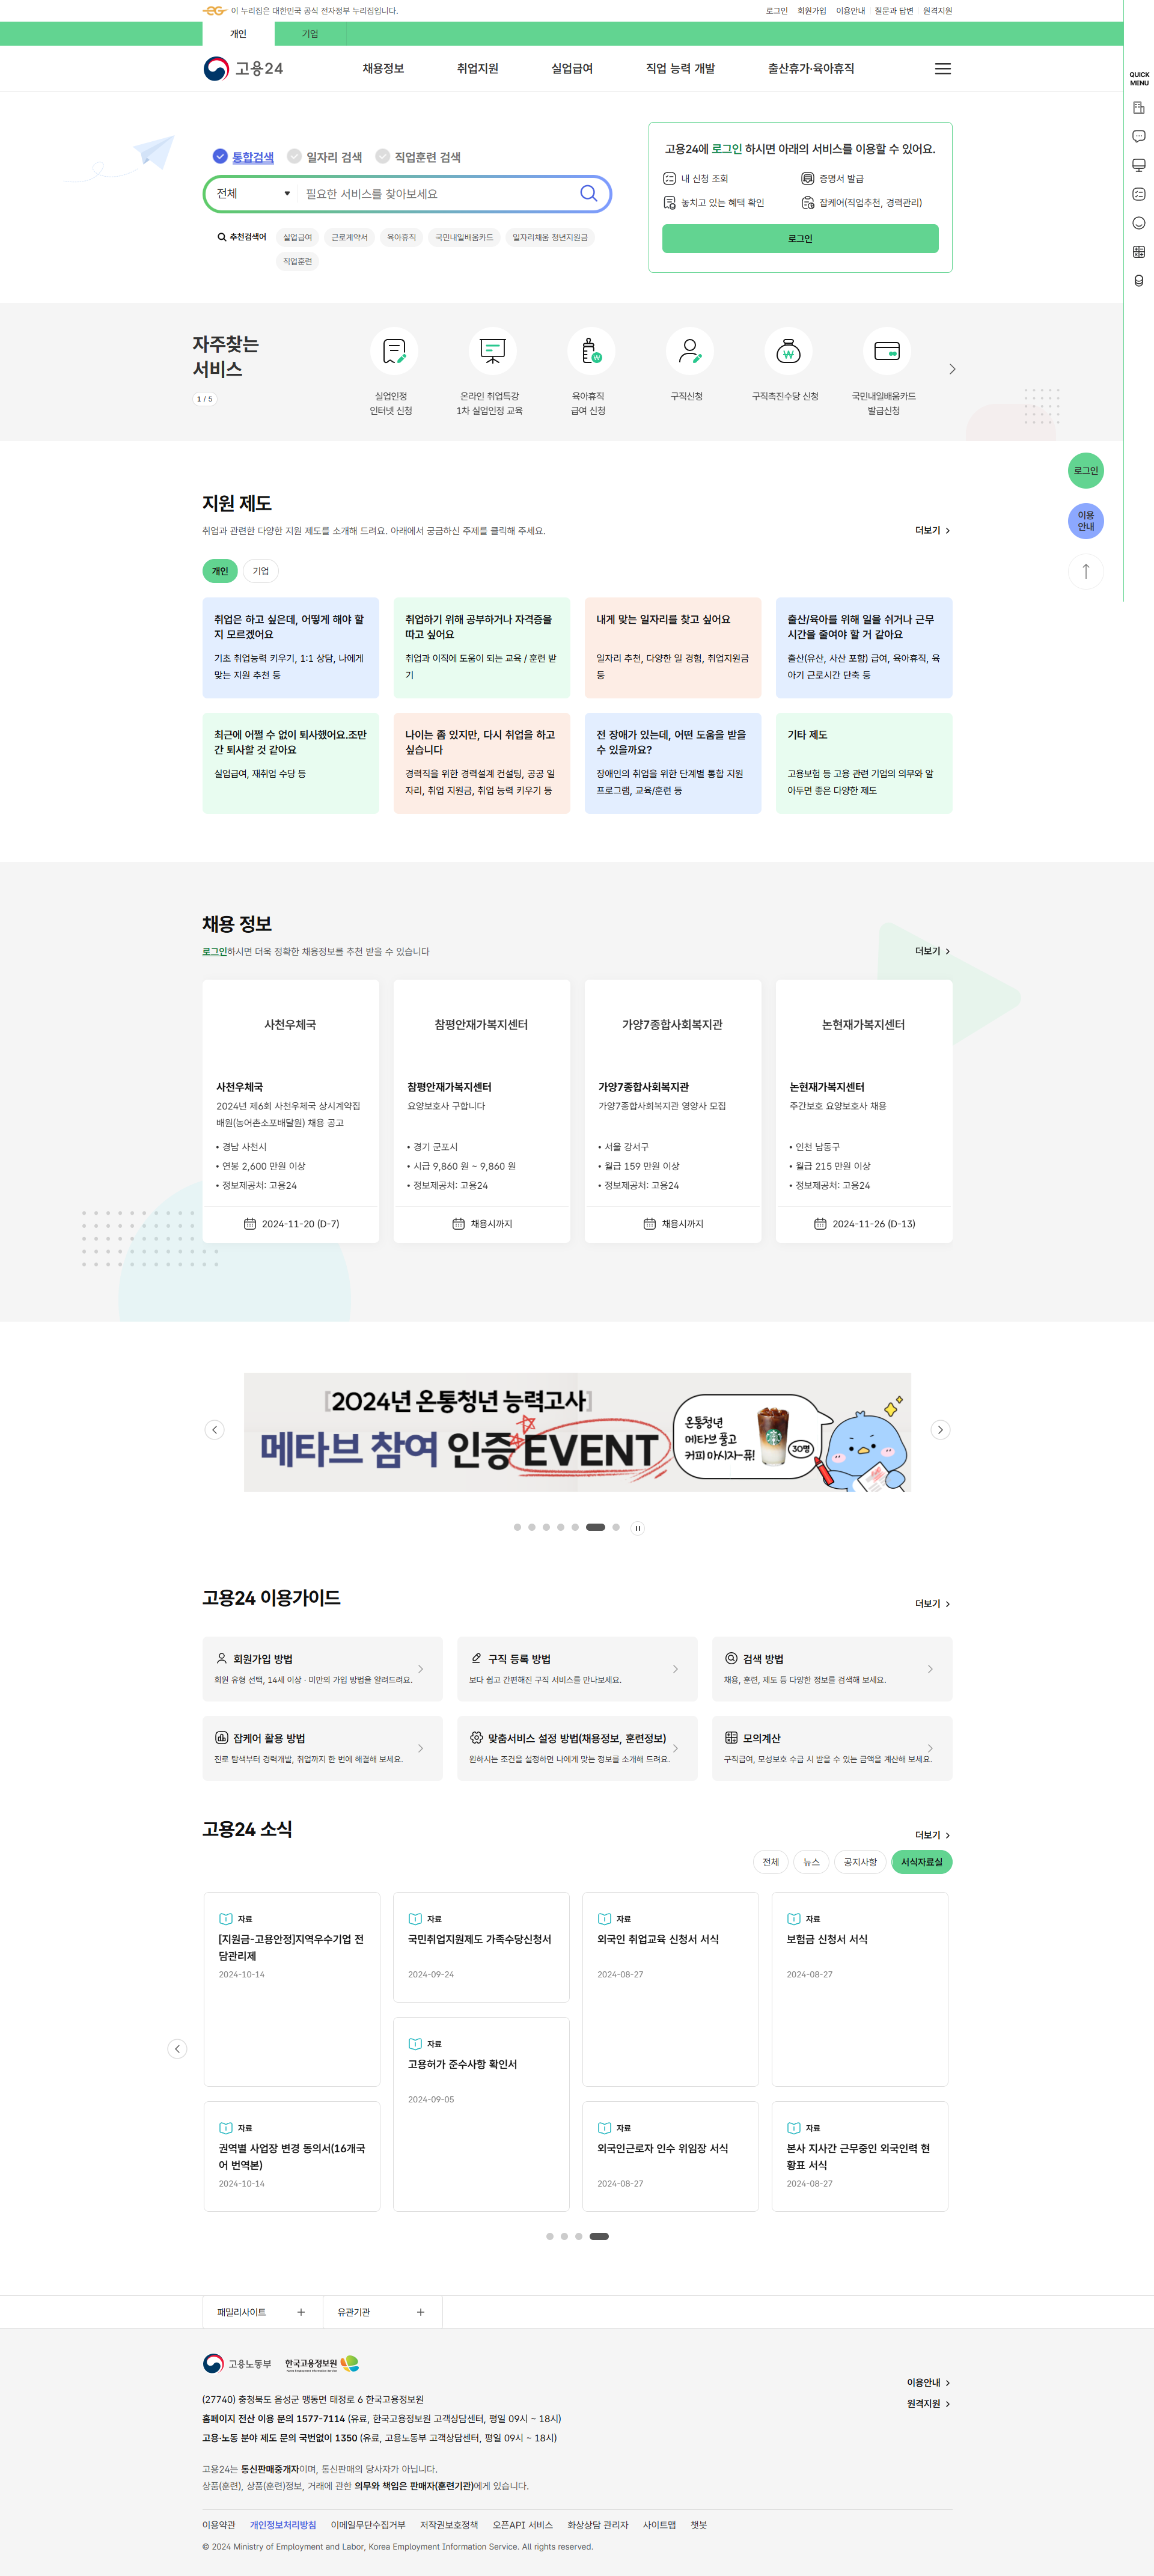 이 누리집은 대한민국 공식 전자정부 누리집입니다.
로그인 회원가입 이용안내 질문과 답변 원격지원
개인 기업
고용24
채용정보 취업지원 실업급여 직업 능력 개발 출산휴가·육아휴직
QUICK
MENU
통합검색 일자리 검색 직업훈련 검색
전체 필요한 서비스를 찾아보세요
추천검색어 실업급여 근로계약서 육아휴직 국민내일배움카드 일자리채움 청년지원금
직업훈련
고용24에 로그인 하시면 아래의 서비스를 이용할 수 있어요.
내 신청 조회 증명서 발급
놓치고 있는 혜택 확인 잡케어(직업추천, 경력관리)
로그인
자주찾는
서비스
1 / 5
실업인정
인터넷 신청
온라인 취업특강
1차 실업인정 교육
육아휴직
급여 신청
구직신청
구직촉진수당 신청
국민내일배움카드
발급신청
로그인
이용
안내
지원 제도
취업과 관련한 다양한 지원 제도를 소개해 드려요. 아래에서 궁금하신 주제를 클릭해 주세요.
더보기
개인 기업
취업은 하고 싶은데, 어떻게 해야 할
지 모르겠어요
기초 취업능력 키우기, 1:1 상담, 나에게
맞는 지원 추천 등
취업하기 위해 공부하거나 자격증을
따고 싶어요
취업과 이직에 도움이 되는 교육 / 훈련 받
기
내게 맞는 일자리를 찾고 싶어요
일자리 추천, 다양한 일 경험, 취업지원금
등
출산/육아를 위해 일을 쉬거나 근무
시간을 줄여야 할 거 같아요
출산(유산, 사산 포함) 급여, 육아휴직, 육
아기 근로시간 단축 등
최근에 어쩔 수 없이 퇴사했어요.조만
간 퇴사할 것 같아요
실업급여, 재취업 수당 등
나이는 좀 있지만, 다시 취업을 하고
싶습니다
경력직을 위한 경력설계 컨설팅, 공공 일
자리, 취업 지원금, 취업 능력 키우기 등
전 장애가 있는데, 어떤 도움을 받을
수 있을까요?
장애인의 취업을 위한 단계별 통합 지원
프로그램, 교육/훈련 등
기타 제도
고용보험 등 고용 관련 기업의 의무와 알
아두면 좋은 다양한 제도
채용 정보
로그인하시면 더욱 정확한 채용정보를 추천 받을 수 있습니다
더보기
사천우체국
사천우체국
2024년 제6회 사천우체국 상시계약집
배원(농어촌소포배달원) 채용 공고
• 경남 사천시
• 연봉 2,600 만원 이상
• 정보제공처: 고용24
2024-11-20 (D-7)
참평안재가복지센터
참평안재가복지센터
요양보호사 구합니다
• 경기 군포시
• 시급 9,860 원 ~ 9,860 원
• 정보제공처: 고용24
채용시까지
가양7종합사회복지관
가양7종합사회복지관
가양7종합사회복지관 영양사 모집
• 서울 강서구
• 월급 159 만원 이상
• 정보제공처: 고용24
채용시까지
논현재가복지센터
논현재가복지센터
주간보호 요양보호사 채용
• 인천 남동구
• 월급 215 만원 이상
• 정보제공처: 고용24
2024-11-26 (D-13)
[2024년 온통청년 능력고사]
메타브 참여 인증 EVENT
온통청년
메타브 풀고
커피 마시자-퓨!
30명
고용24 이용가이드
더보기
회원가입 방법
회원 유형 선택, 14세 이상 · 미만의 가입 방법을 알려드려요.
구직 등록 방법
보다 쉽고 간편해진 구직 서비스를 만나보세요.
검색 방법
채용, 훈련, 제도 등 다양한 정보를 검색해 보세요.
잡케어 활용 방법
진로 탐색부터 경력개발, 취업까지 한 번에 해결해 보세요.
맞춤서비스 설정 방법(채용정보, 훈련정보)
원하시는 조건을 설정하면 나에게 맞는 정보를 소개해 드려요.
모의계산
구직급여, 모성보호 수급 시 받을 수 있는 금액을 계산해 보세요.
고용24 소식
더보기
전체 뉴스 공지사항 서식자료실
자료
[지원금-고용안정]지역우수기업 전
담관리제
2024-10-14
자료
국민취업지원제도 가족수당신청서
2024-09-24
자료
외국인 취업교육 신청서 서식
2024-08-27
자료
보험금 신청서 서식
2024-08-27
자료
고용허가 준수사항 확인서
2024-09-05
자료
권역별 사업장 변경 동의서(16개국
어 번역본)
2024-10-14
자료
외국인근로자 인수 위임장 서식
2024-08-27
자료
본사 지사간 근무중인 외국인력 현
황표 서식
2024-08-27
패밀리사이트 유관기관
고용노동부 한국고용정보원
이용안내
원격지원
(27740) 충청북도 음성군 맹동면 태정로 6 한국고용정보원
홈페이지 전산 이용 문의 1577-7114 (유료, 한국고용정보원 고객상담센터, 평일 09시 ~ 18시)
고용·노동 분야 제도 문의 국번없이 1350 (유료, 고용노동부 고객상담센터, 평일 09시 ~ 18시)
고용24는 통신판매중개자이며, 통신판매의 당사자가 아닙니다.
상품(훈련), 상품(훈련)정보, 거래에 관한 의무와 책임은 판매자(훈련기관)에게 있습니다.
이용약관 개인정보처리방침 이메일무단수집거부 저작권보호정책 오픈API 서비스 화상상담 관리자 사이트맵 챗봇
© 2024 Ministry of Employment and Labor, Korea Employment Information Service. All rights reserved.